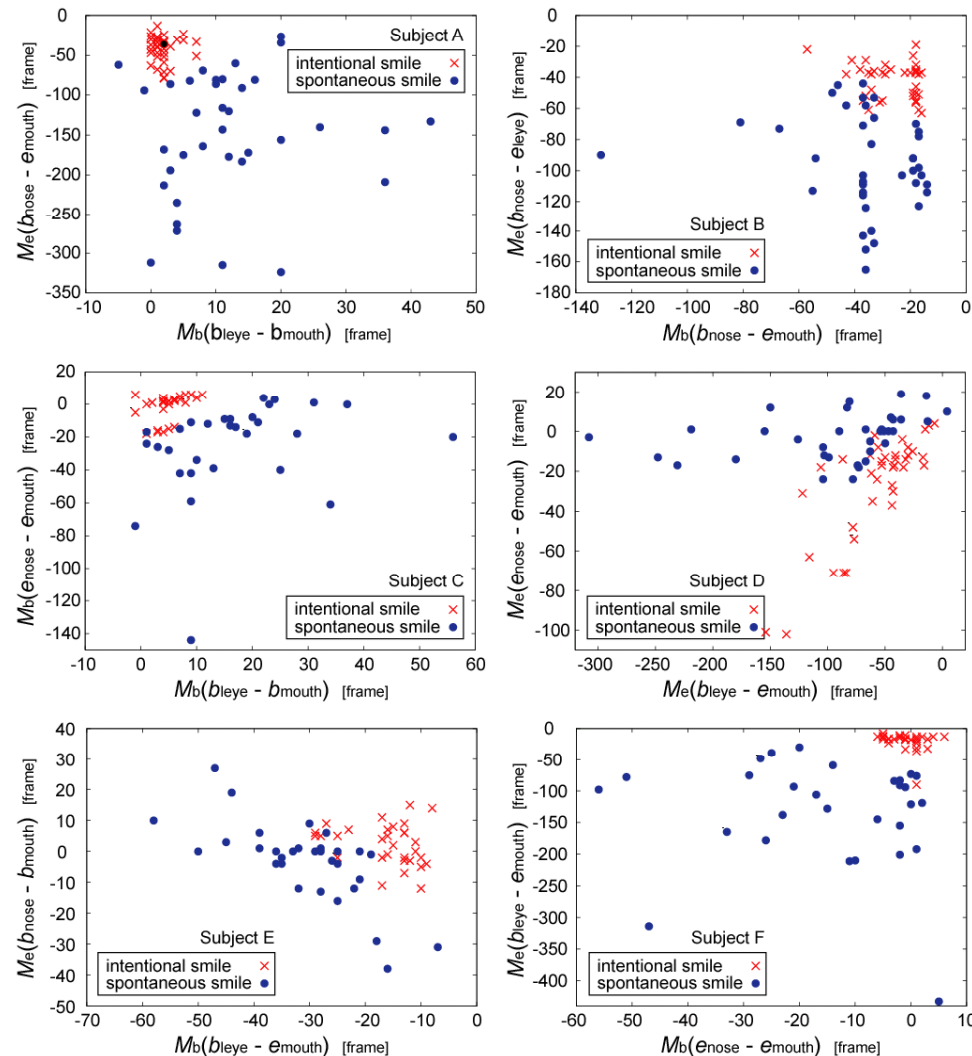 0
-50
-100
-150
-200
-250
-300
-350
Me(bnose - emouth) [frame]
Subject A
intentional smile
spontaneous smile
-10 0 10 20 30 40 50
Mb(bleye - bmouth) [frame]
0
-20
-40
-60
-80
-100
-120
-140
-160
-180
Me(bnose - eleye) [frame]
Subject B
intentional smile
spontaneous smile
-140 -120 -100 -80 -60 -40 -20 0
Mb(bnose - emouth) [frame]
20
0
-20
-40
-60
-80
-100
-120
-140
Mb(enose - emouth) [frame]
Subject C
intentional smile
spontaneous smile
-10 0 10 20 30 40 50 60
Mb(bleye - bmouth) [frame]
20
0
-20
-40
-60
-80
-100
Me(enose - emouth) [frame]
Subject D
intentional smile
spontaneous smile
-300 -250 -200 -150 -100 -50 0
Me(bleye - emouth) [frame]
40
30
20
10
0
-10
-20
-30
-40
50
Me(bnose - bmouth) [frame]
Subject E
intentional smile
spontaneous smile
-70 -60 -50 -40 -30 -20 -10 0
Mb(bleye - emouth) [frame]
0
-50
-100
-150
-200
-250
-300
-350
-400
Me(bleye - emouth) [frame]
Subject F
intentional smile
spontaneous smile
-60 -50 -40 -30 -20 -10 0 10
Mb(enose - emouth) [frame]